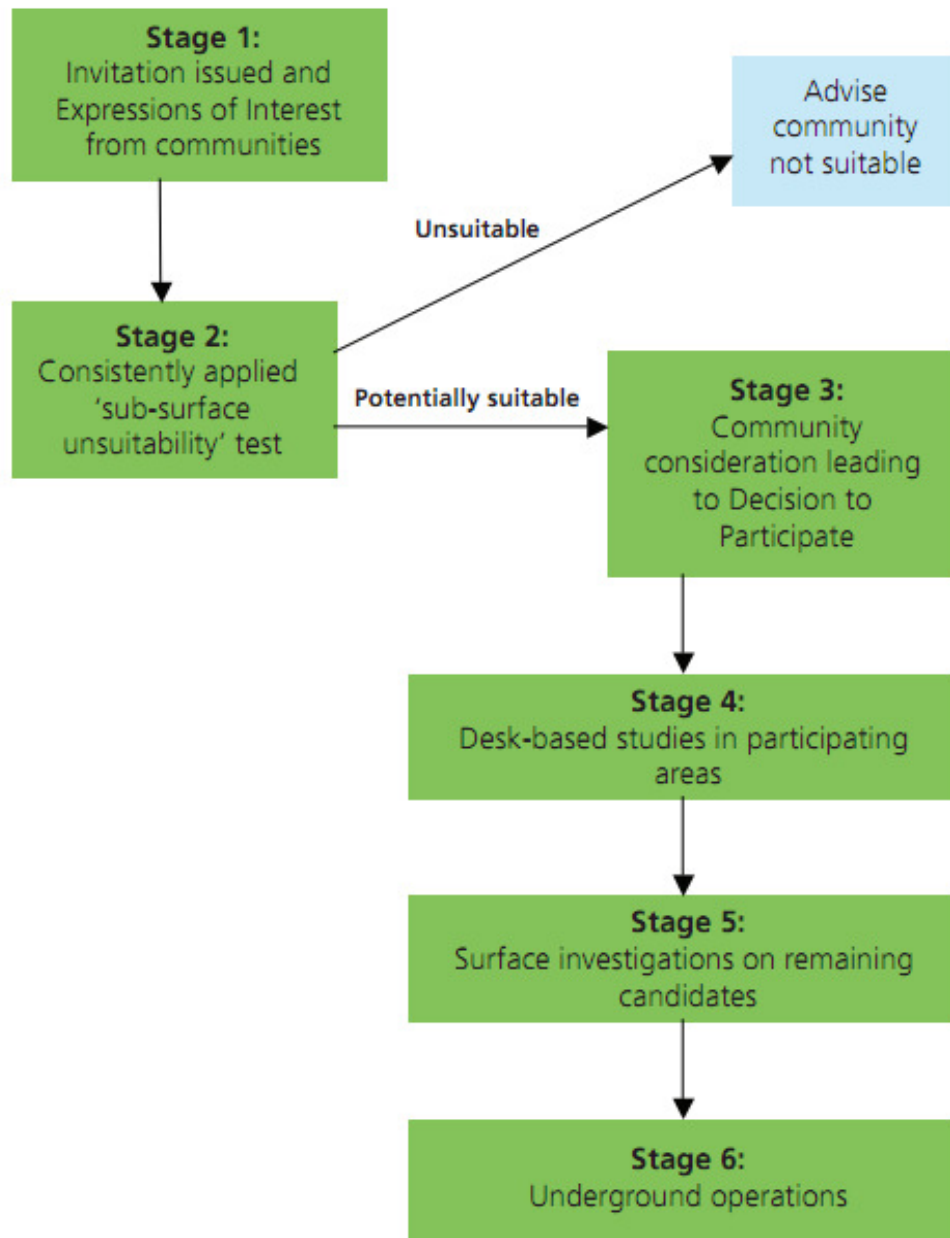 Stage 1:
Invitation issued and
Expressions of Interest
from communities
Advise
community
not suitable
Unsuitable
Stage 2:
Consistently applied
‘sub-surface
unsuitability’ test
Potentially suitable
Stage 3:
Community
consideration leading
to Decision to
Participate
Stage 4:
Desk-based studies in participating
areas
Stage 5:
Surface investigations on remaining
candidates
Stage 6:
Underground operations